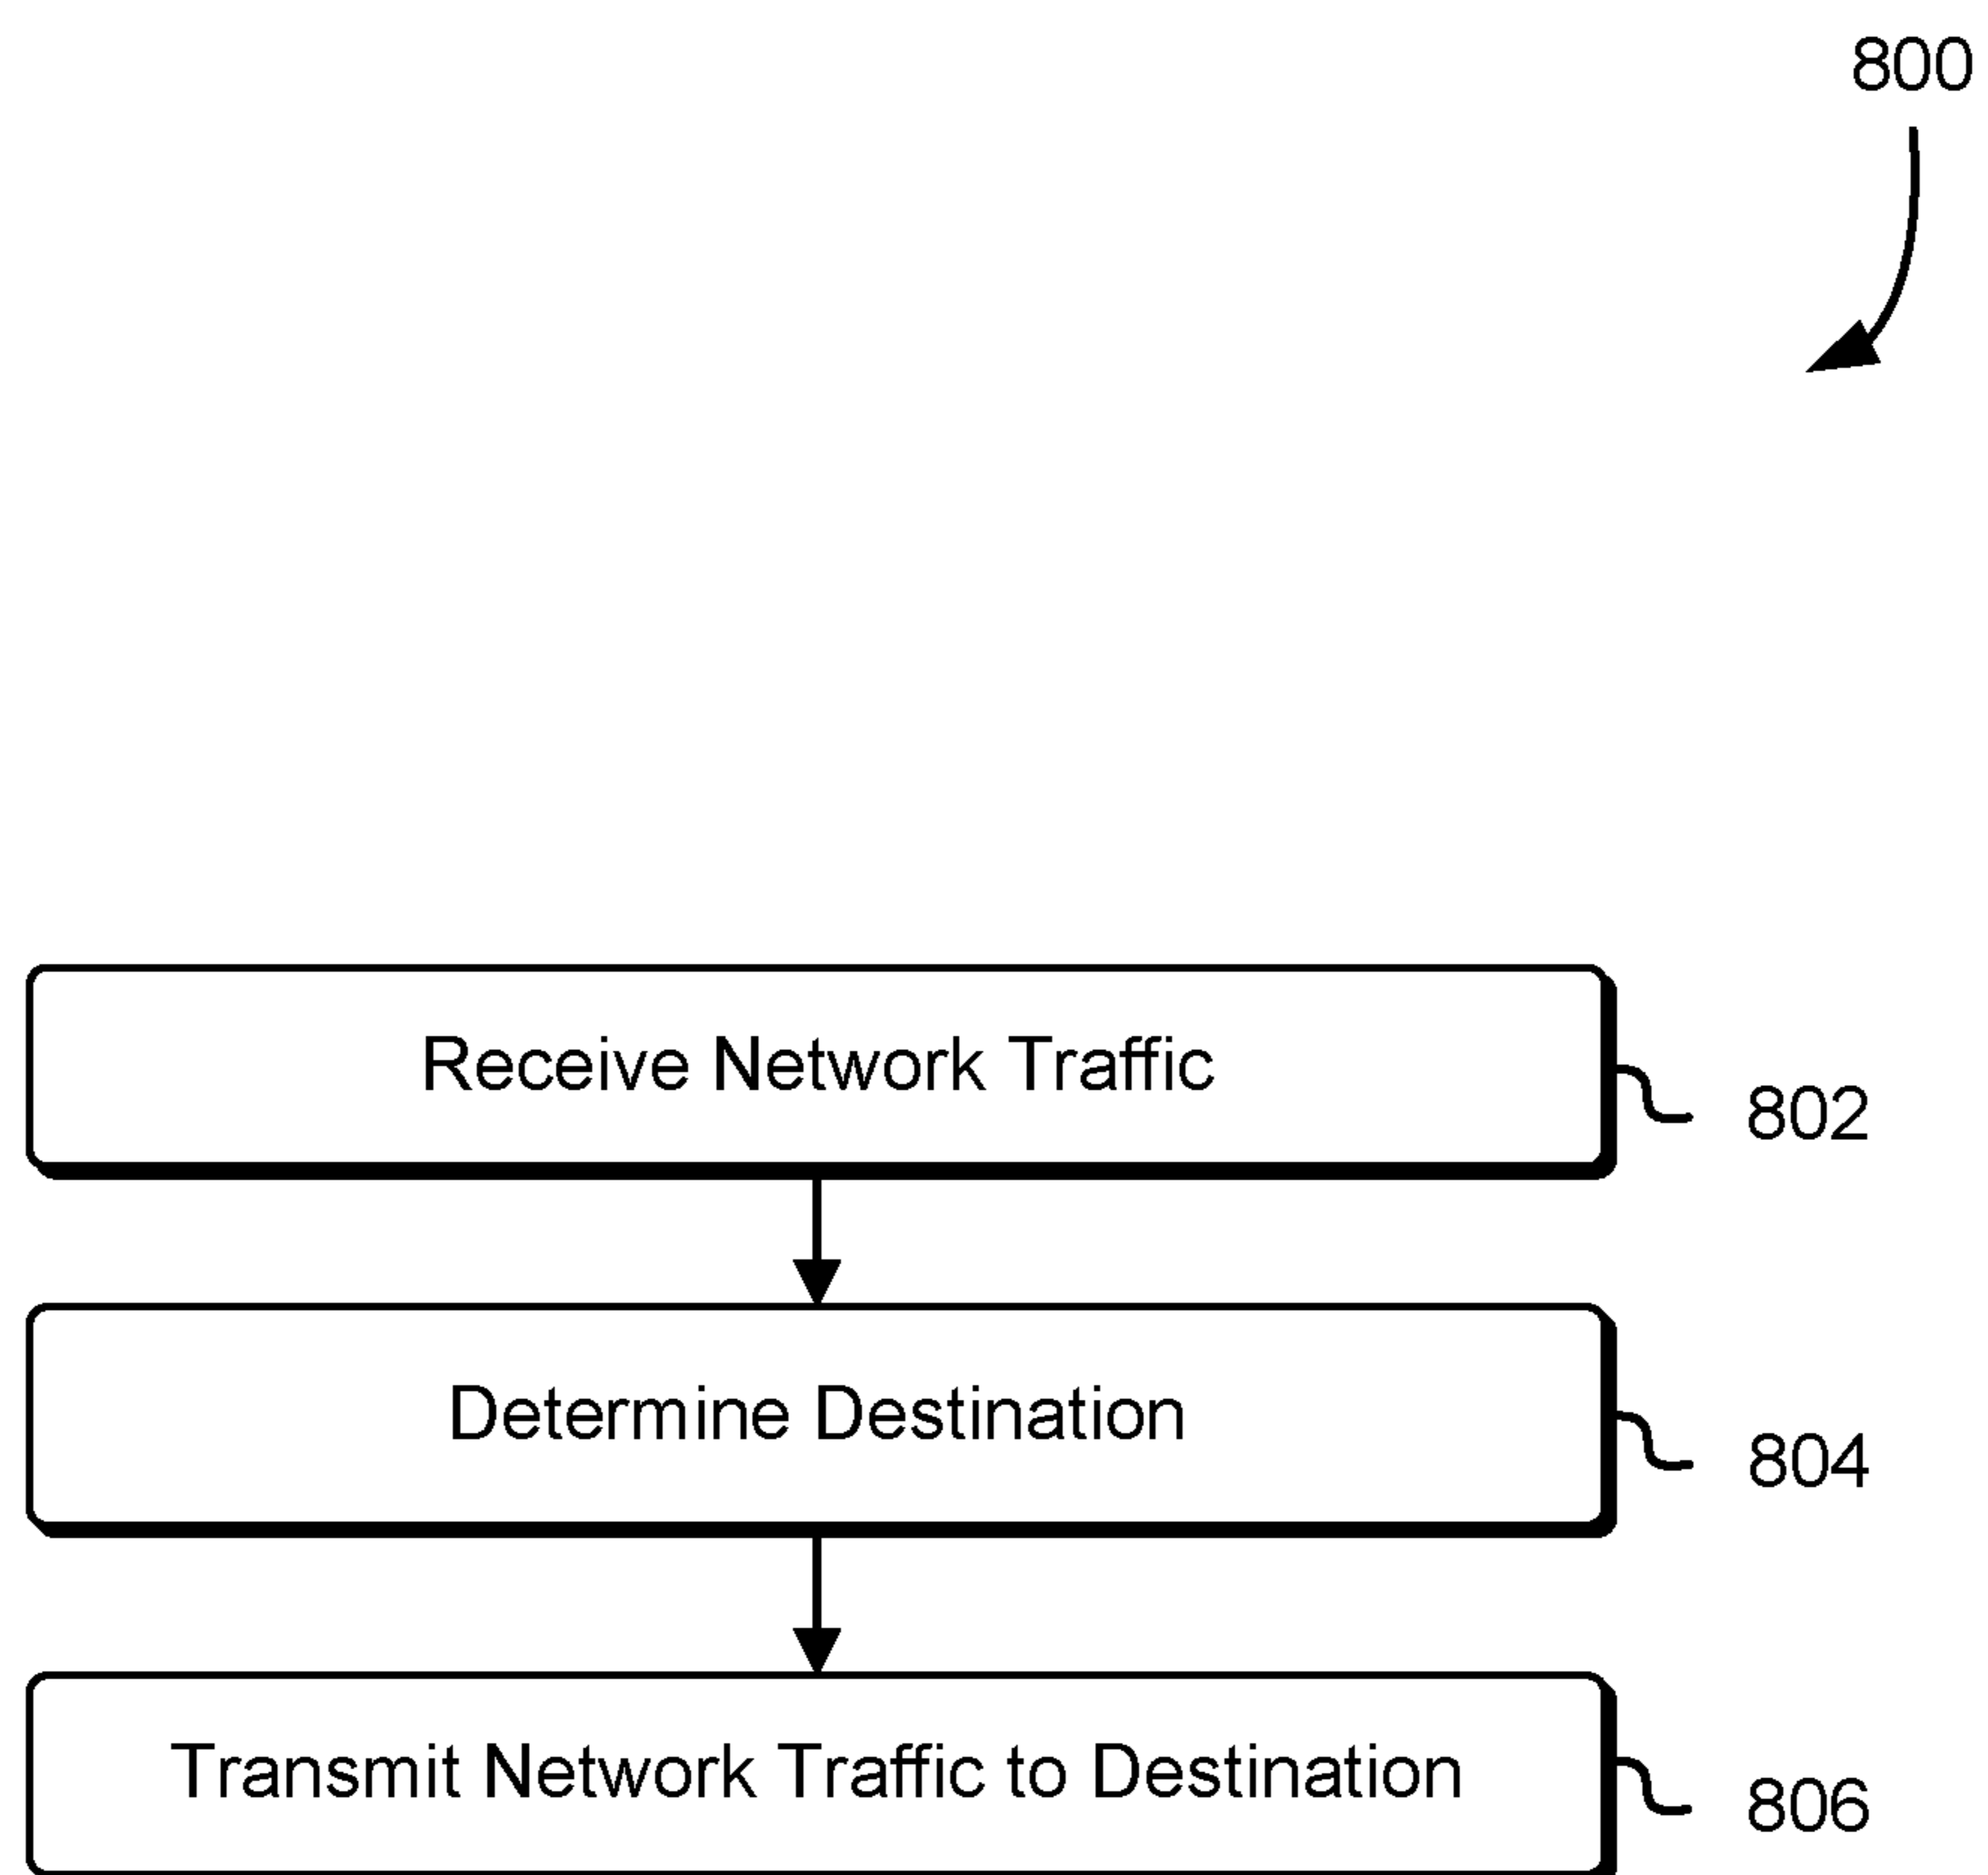 800
Receive Network Traffic
802
Determine Destination
804
Transmit Network Traffic to Destination
806